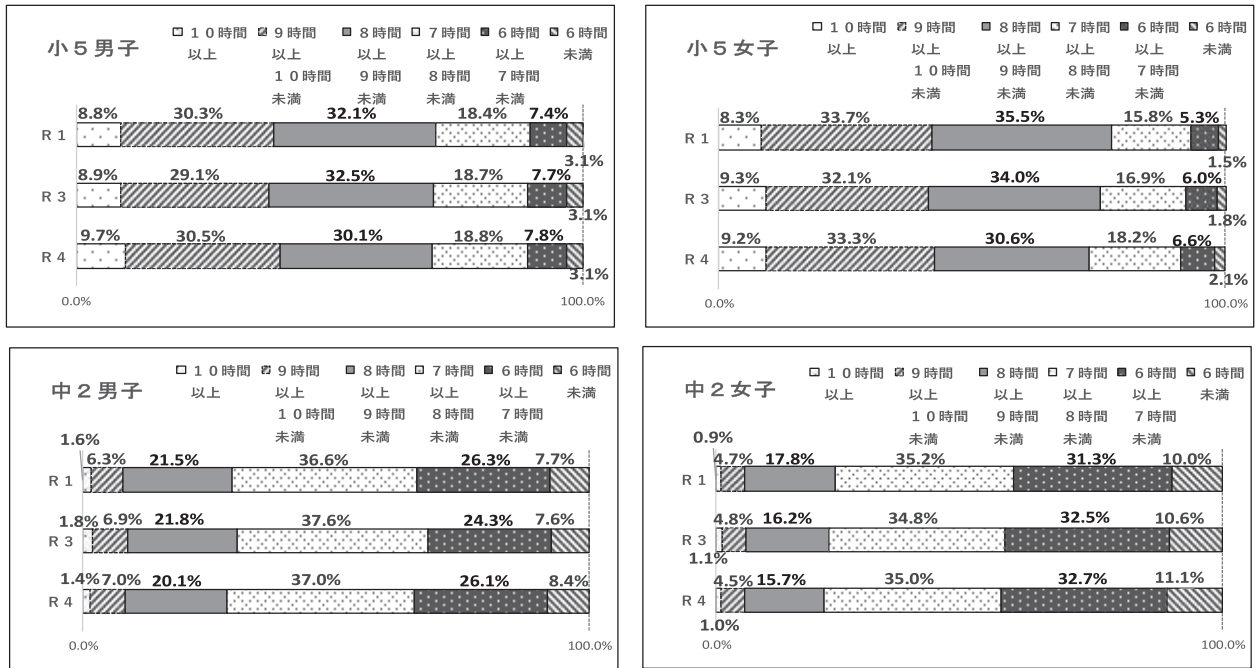 小５男子
□１０時間 ９時間 ８時間 ７時間 ６時間 ６時間
以上 以上 以上 以上 以上 未満
１０時間 ９時間 ８時間 ７時間
未満 未満 未満 未満
8.8% 30.3% 32.1% 18.4% 7.4%
Ｒ１
3.1%
8.9% 29.1% 32.5% 18.7% 7.7%
Ｒ３
3.1%
9.7% 30.5% 30.1% 18.8% 7.8%
Ｒ４
3.1%
0.0% 100.0%
小５女子
１０時間 ９時間 ８時間 ７時間 ６時間 ６時間
以上 以上 以上 以上 以上 未満
１０時間 ９時間 ８時間 ７時間
未満 未満 未満 未満
8.3% 33.7% 35.5% 15.8% 5.3%
Ｒ１
1.5%
9.3% 32.1% 34.0% 16.9% 6.0%
Ｒ３
1.8%
9.2% 33.3% 30.6% 18.2% 6.6%
Ｒ４
2.1%
0.0% 100.0%
中２男子
１０時間 ９時間 ８時間 ７時間 ６時間 ６時間
以上 以上 以上 以上 以上 未満
１０時間 ９時間 ８時間 ７時間
未満 未満 未満 未満
1.6%
6.3% 21.5% 36.6% 26.3% 7.7%
Ｒ１
1.8% 6.9% 21.8% 37.6% 24.3% 7.6%
Ｒ３
1.4% 7.0% 20.1% 37.0% 26.1% 8.4%
Ｒ４
0.0% 100.0%
中２女子
１０時間 ９時間 ８時間 ７時間 ６時間 ６時間
以上 以上 以上 以上 以上 未満
１０時間 ９時間 ８時間 ７時間
未満 未満 未満 未満
0.9%
4.7% 17.8% 35.2% 31.3% 10.0%
Ｒ１
4.8% 16.2% 34.8% 32.5% 10.6%
Ｒ３
1.1%
4.5% 15.7% 35.0% 32.7% 11.1%
Ｒ４
1.0%
0.0% 100.0%